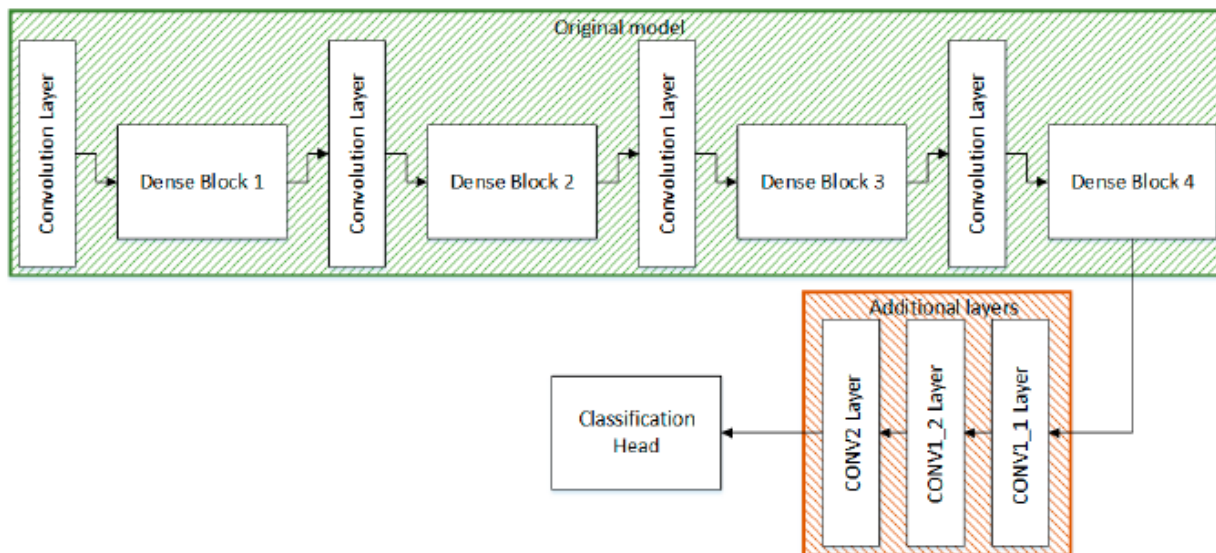 Original model
Convolution Layer
Dense Block 1
Convolution Layer
Dense Block 2
Convolution Layer
Dense Block 3
Convolution Layer
Dense Block 4
Additional layers
Classification
Head
CONV2 Layer
CONV1_2 Layer
CONV1_1 Layer